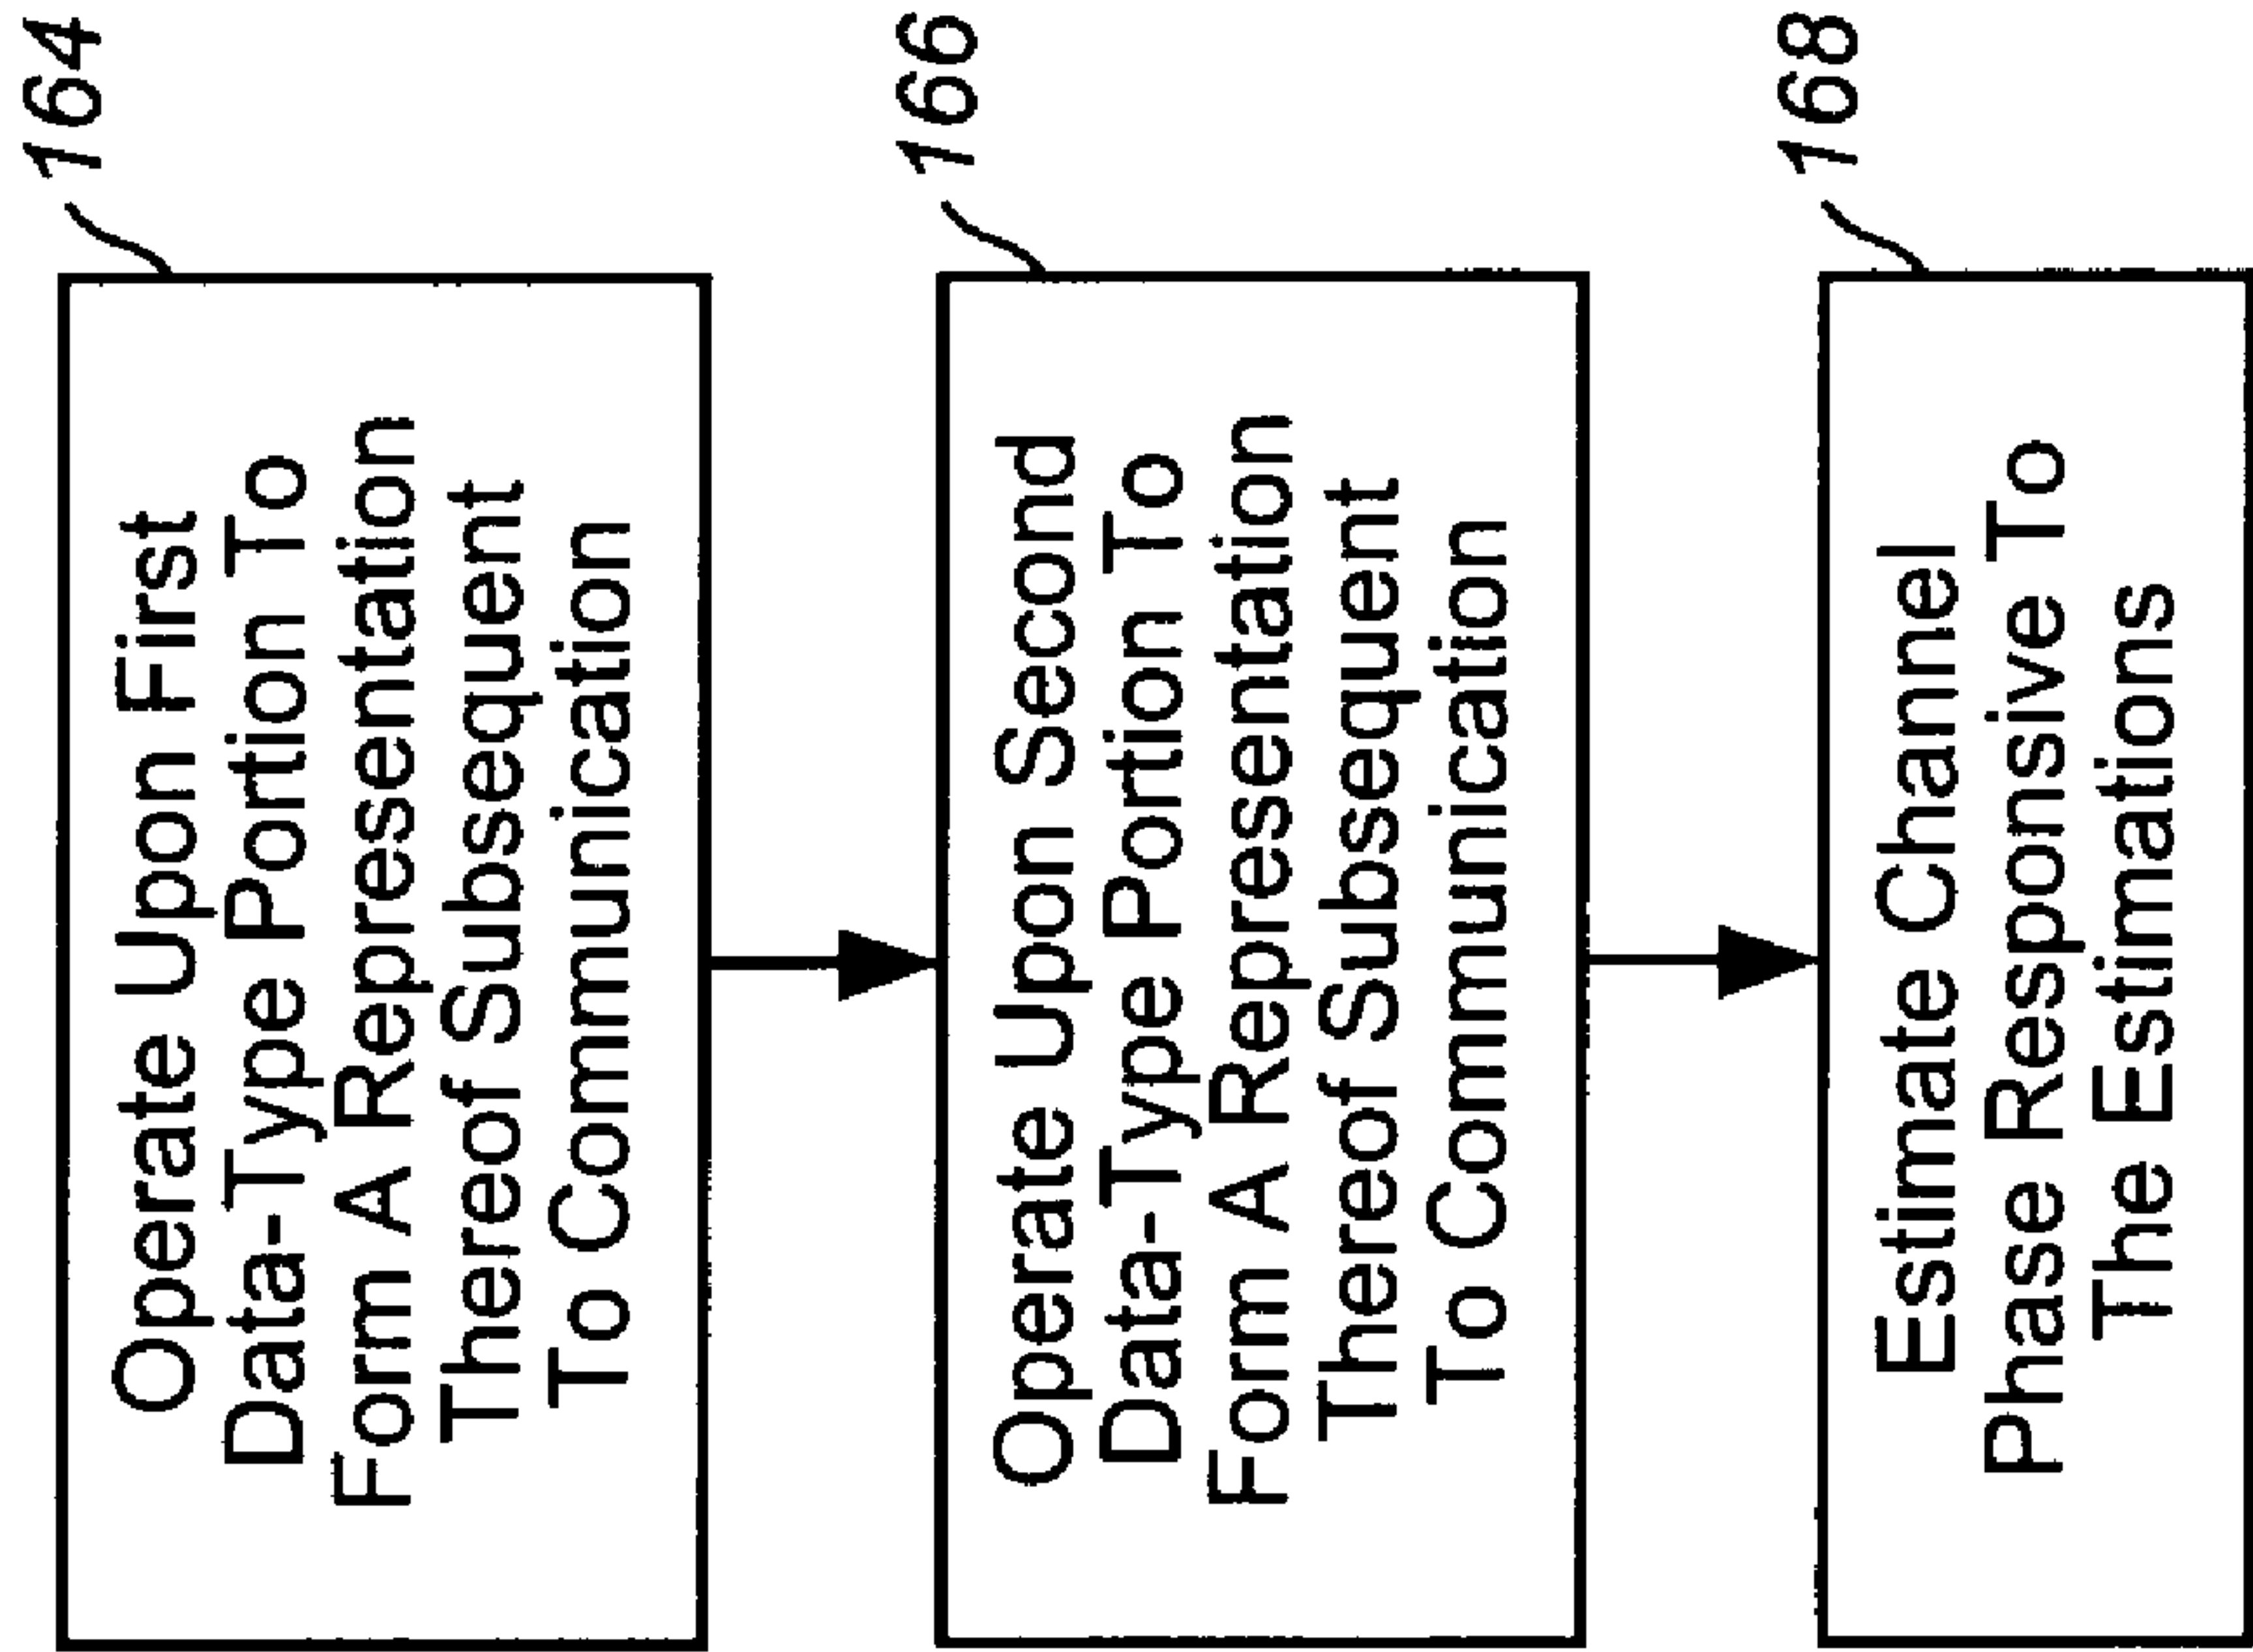 164
Operate Upon First
Data-Type Portion To
Form A Representation
Thereof Subsequent
To Communication
166
Operate Upon Second
Data-Type Portion To
Form A Representation
Thereof Subsequent
To Communication
168
Estimate Channel
Phase Responsive To
The Estimations